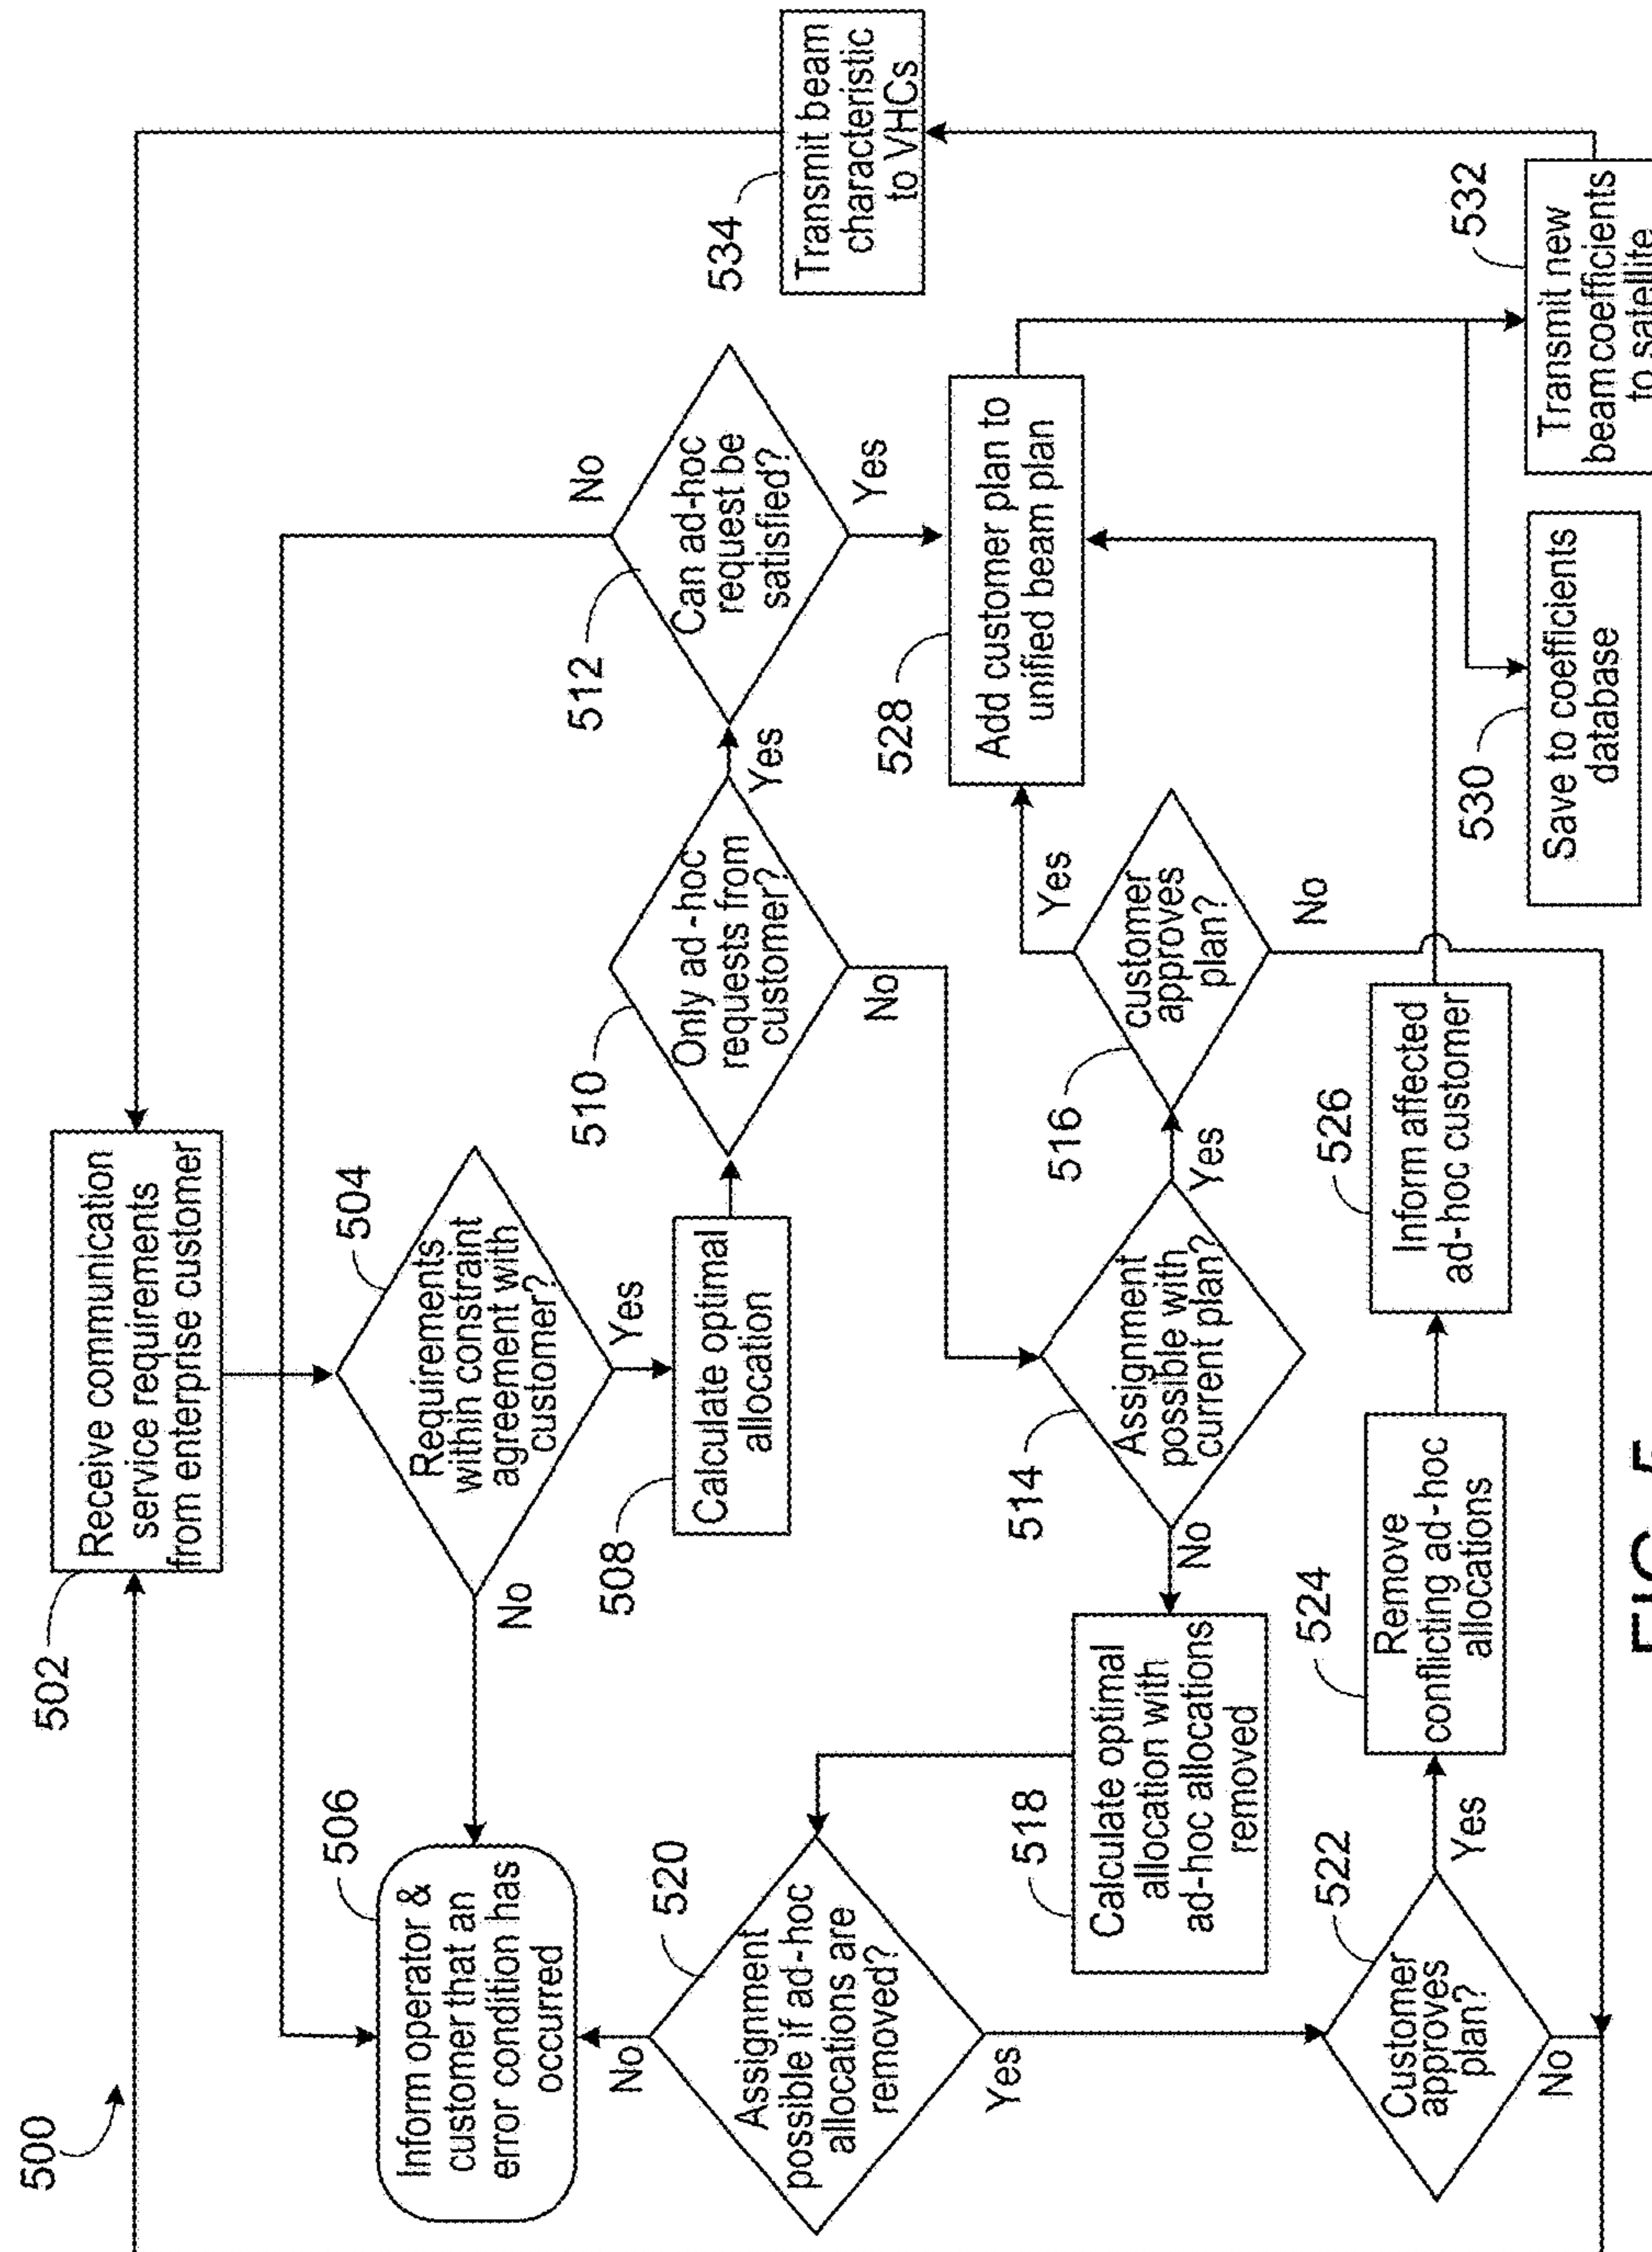 500
502
Receive communication
service requirements
from enterprise customer
504
Requirements
within constraint
agreement with
customer?
No
Yes
506
Inform operator &
customer that an
error condition has
occurred
508
Calculate optimal
allocation
510
Only ad-hoc
requests from
customer?
Yes
No
512
Can ad-hoc
request be
satisfied?
No
Yes
514
Assignment
possible with
current plan?
No
Yes
516
customer
approves
plan?
Yes
No
518
Calculate optimal
allocation with
ad-hoc allocations
removed
520
Assignment
possible if ad-hoc
allocations are
removed?
No
Yes
522
Customer
approves
plan?
Yes
No
524
Remove
conflicting ad-hoc
allocations
526
Inform affected
ad-hoc customer
528
Add customer plan to
unified beam plan
530
Save to coefficients
database
532
Transmit new
beam coefficients
to satellite
534
Transmit beam
characteristic
to VHCs